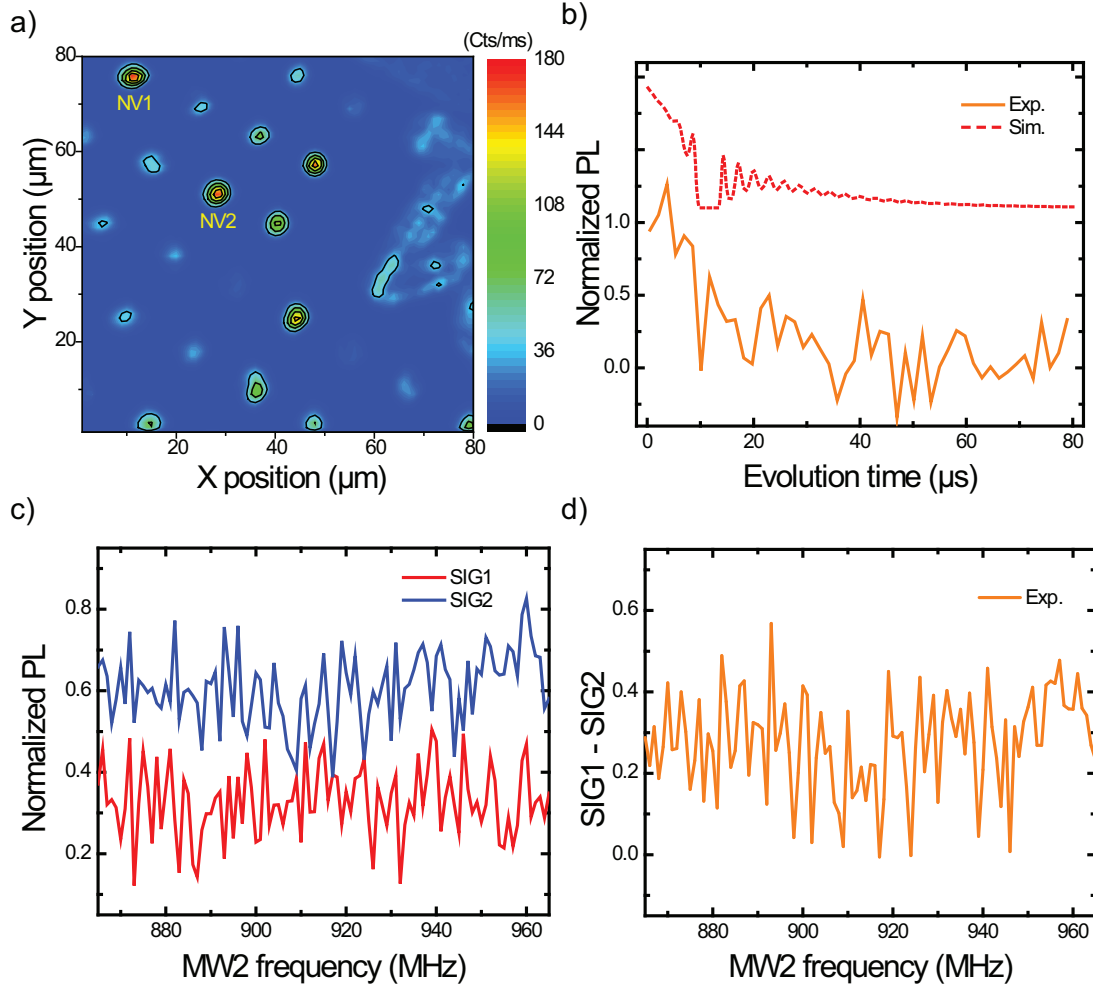 a)
(Cts/ms)
80
60
40
20
Y position (µm)
20 40 60 80
X position (µm)
NV1
NV2
180
144
108
72
36
0
b)
Exp.
Sim.
1.0
0.5
0.0
Normalized PL
0 20 40 60 80
Evolution time (µs)
c)
SIG1
SIG2
0.8
0.6
0.4
0.2
Normalized PL
880 900 920 940 960
MW2 frequency (MHz)
d)
Exp.
0.6
0.4
0.2
0.0
SIG1 - SIG2
880 900 920 940 960
MW2 frequency (MHz)